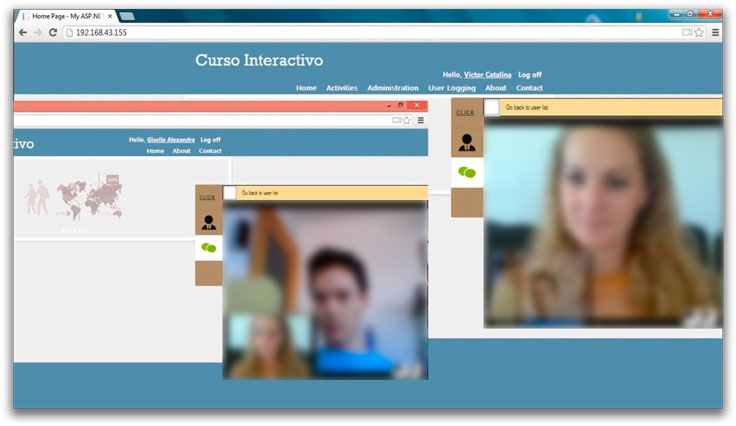 Home Page - My ASP.NE
192.168.43.155
Curso Interactivo
Hello, Victor Catalina Log off
Home Activities Administration User Logging About Contact
CLICK
Go back to user list
tivo
Hello, Giselle Alexandra Log off
Home About Contact
CLICK
Go back to user list